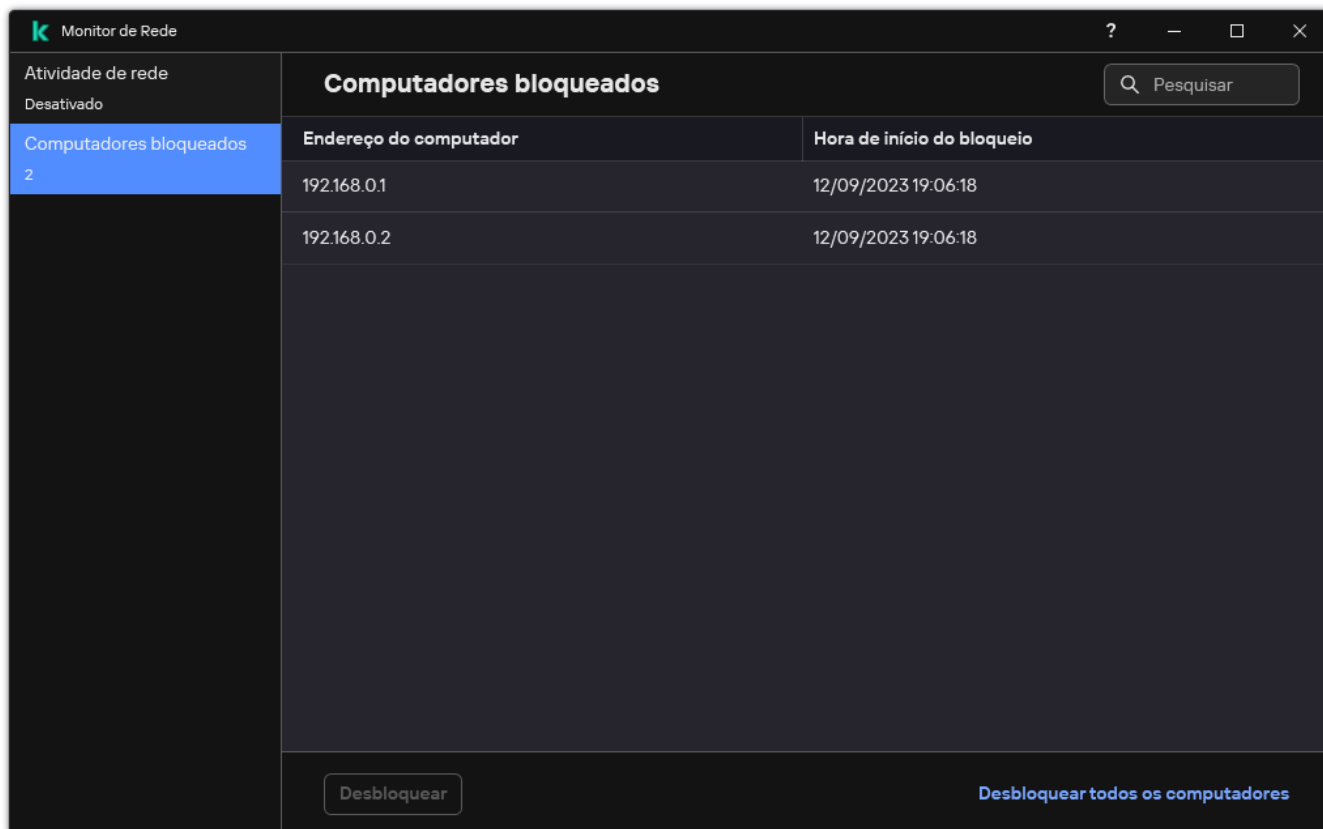 Monitor de Rede
?
Atividade de rede
Desativado
Computadores bloqueados
2
Computadores bloqueados
Pesquisar
Endereço do computador Hora de início do bloqueio
192.168.0.1 12/09/2023 19:06:18
192.168.0.2 12/09/2023 19:06:18
Desbloquear
Desbloquear todos os computadores